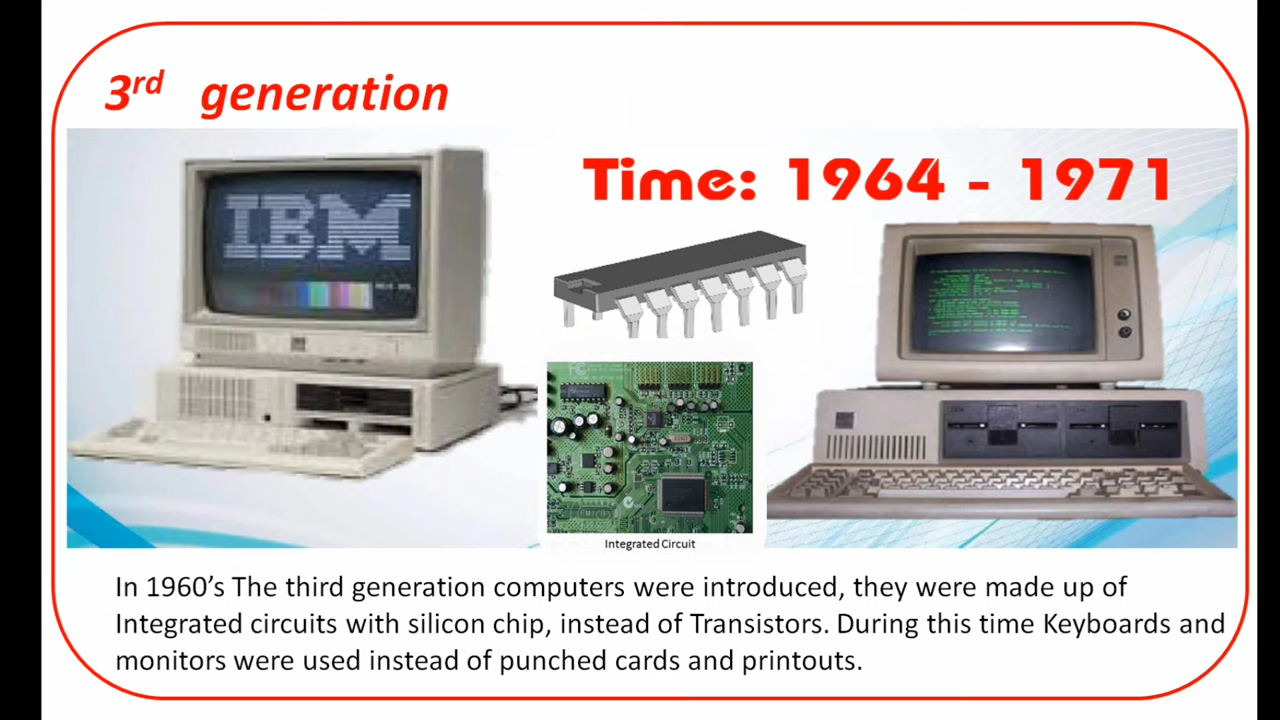 3rd generation
Time: 1964 - 1971
IBM
Integrated Circuit
In 1960’s The third generation computers were introduced, they were made up of
Integrated circuits with silicon chip, instead of Transistors. During this time Keyboards and
monitors were used instead of punched cards and printouts.